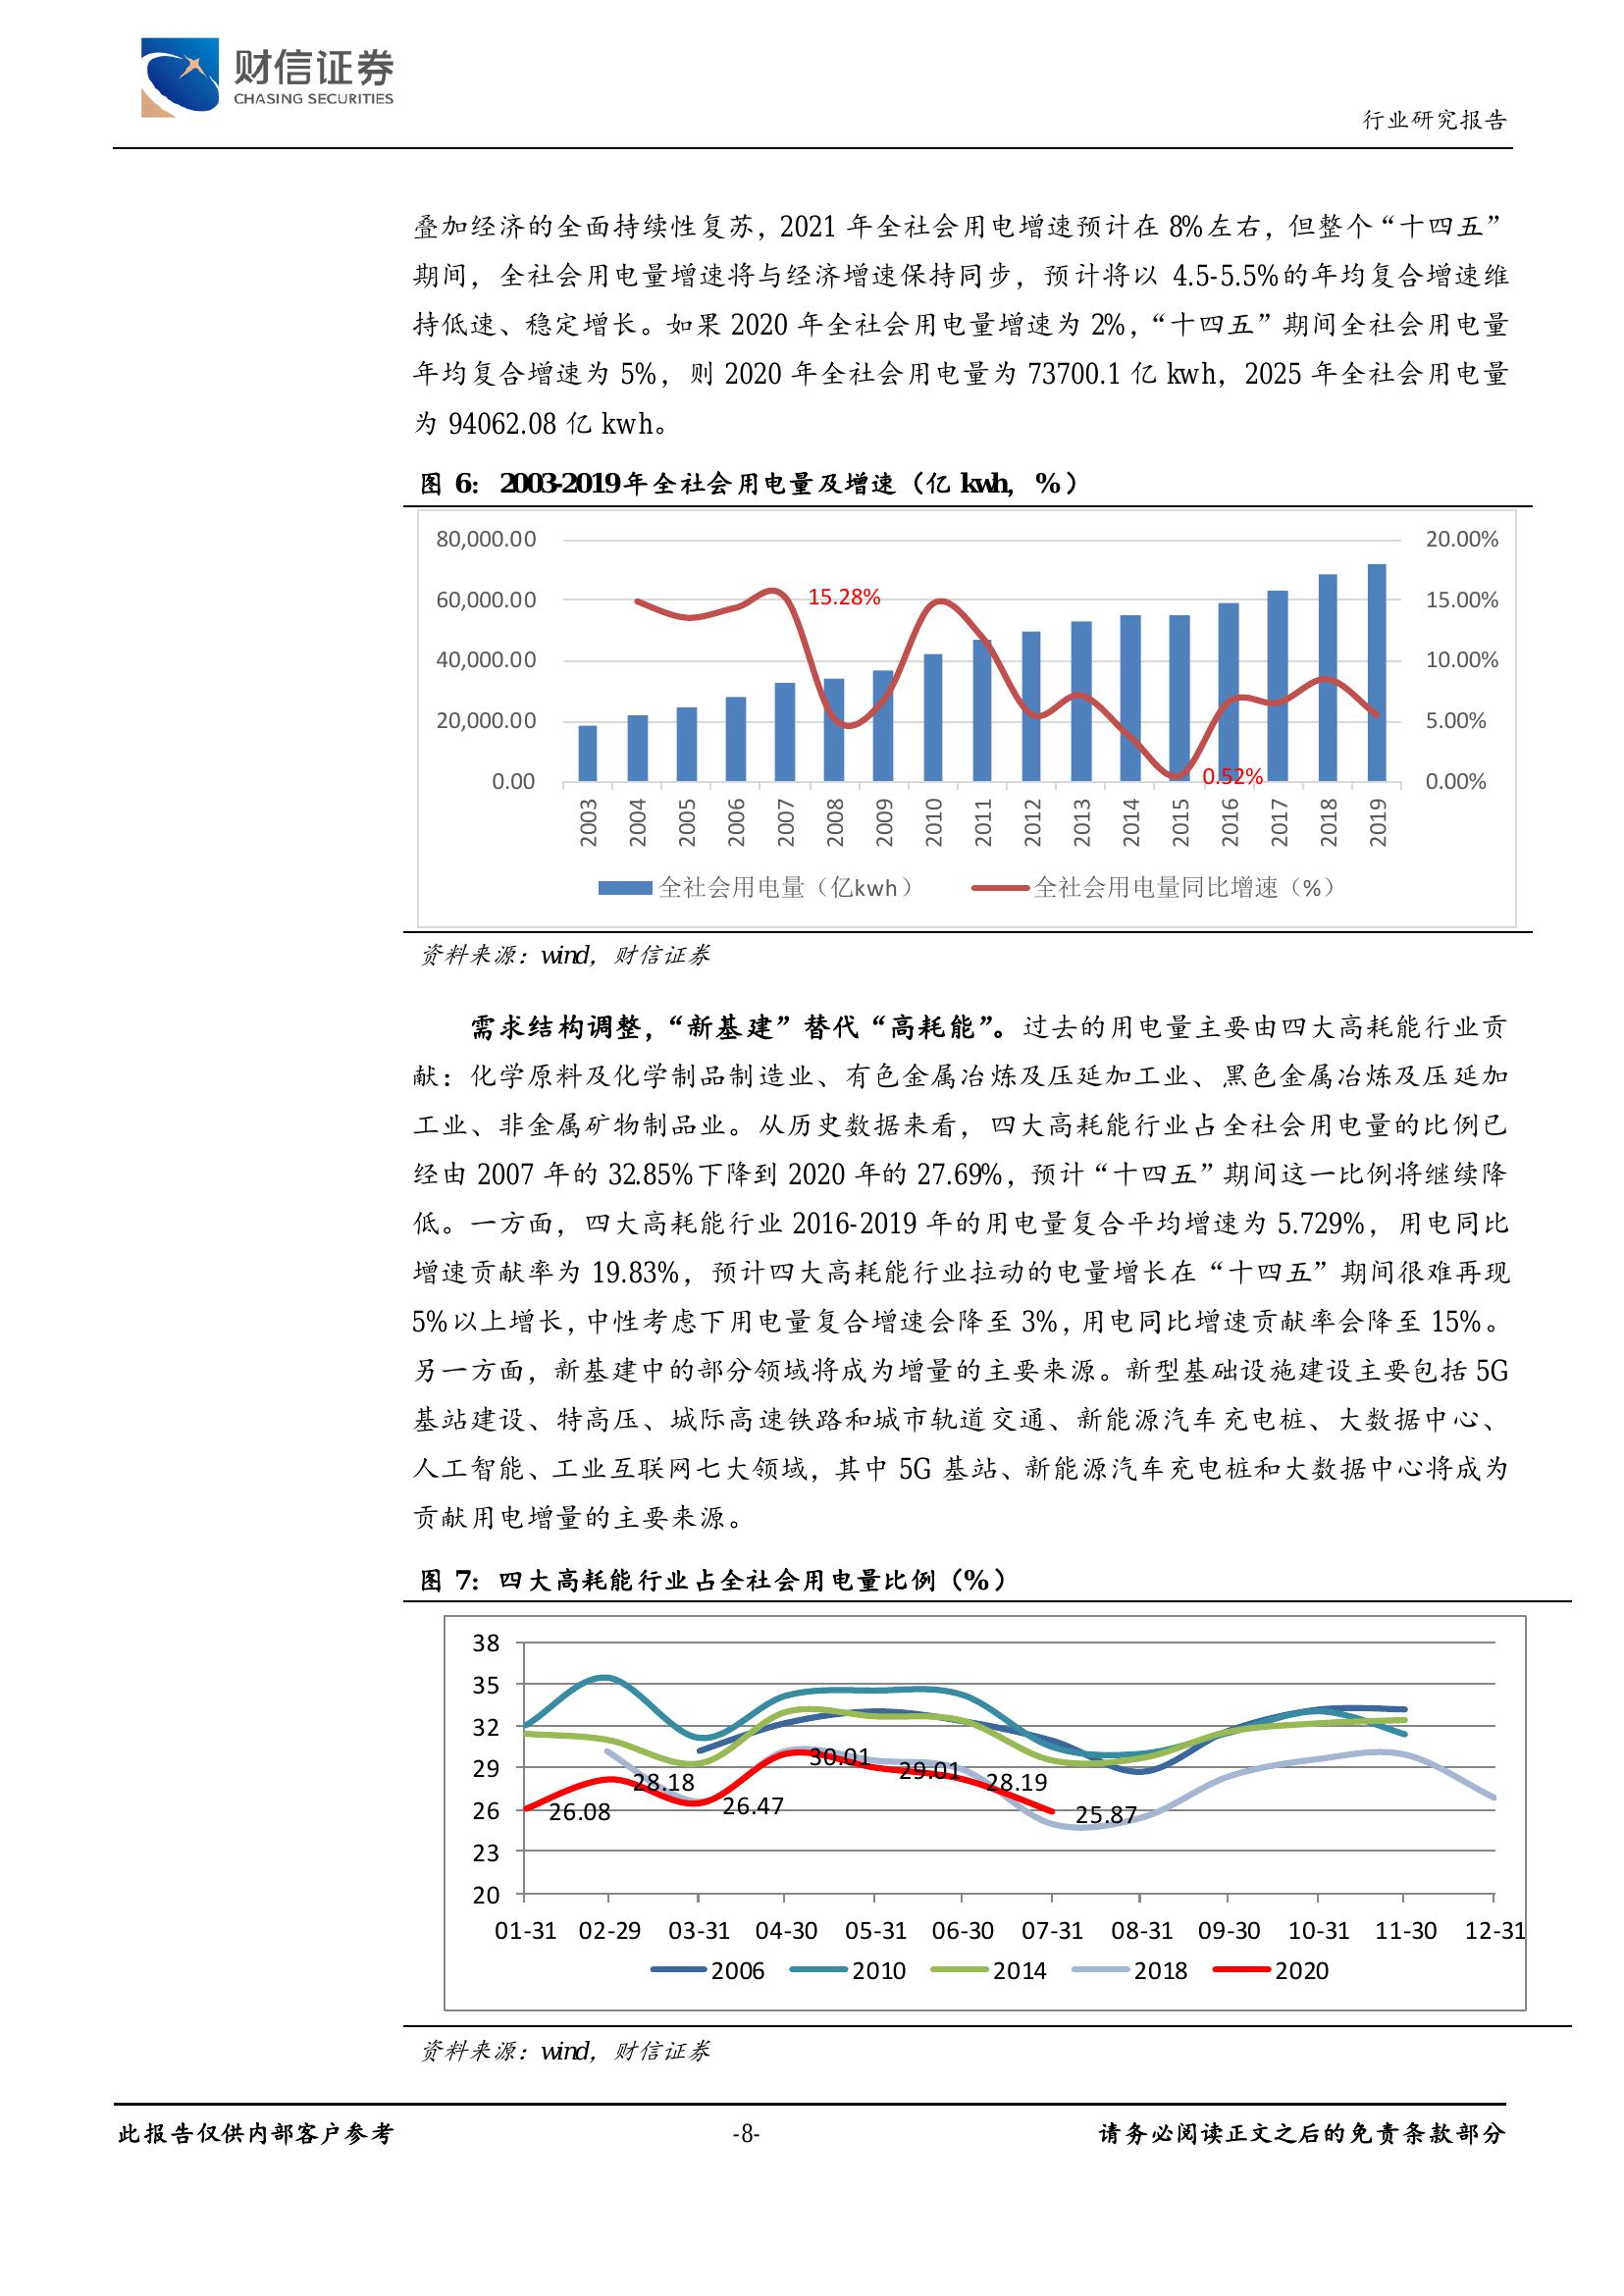 财信证券
CHASING SECURITIES
行业研究报告
叠加经济的全面持续性复苏，2021 年全社会用电增速预计在 8%左右，但整个“十四五”
期间，全社会用电量增速将与经济增速保持同步，预计将以 4.5-5.5%的年均复合增速维
持低速、稳定增长。如果 2020 年全社会用电量增速为 2%，“十四五”期间全社会用电量
年均复合增速为 5%，则 2020 年全社会用电量为 73700.1 亿 kwh，2025 年全社会用电量
为 94062.08 亿 kwh。
图 6：2003-2019年全社会用电量及增速（亿 kwh，%）
80,000.00
60,000.00
40,000.00
20,000.00
0.00
20.00%
15.00%
10.00%
5.00%
0.00%
15.28%
0.52%
2003 2004 2005 2006 2007 2008 2009 2010 2011 2012 2013 2014 2015 2016 2017 2018 2019
全社会用电量（亿kwh） 全社会用电量同比增速（%）
资料来源：wind，财信证券
需求结构调整，“新基建”替代“高耗能”。过去的用电量主要由四大高耗能行业贡
献：化学原料及化学制品制造业、有色金属冶炼及压延加工业、黑色金属冶炼及压延加
工业、非金属矿物制品业。从历史数据来看，四大高耗能行业占全社会用电量的比例已
经由 2007 年的 32.85%下降到 2020 年的 27.69%，预计“十四五”期间这一比例将继续降
低。一方面，四大高耗能行业 2016-2019 年的用电量复合平均增速为 5.729%，用电同比
增速贡献率为 19.83%，预计四大高耗能行业拉动的电量增长在“十四五”期间很难再现
5%以上增长，中性考虑下用电量复合增速会降至 3%，用电同比增速贡献率会降至 15%。
另一方面，新基建中的部分领域将成为增量的主要来源。新型基础设施建设主要包括 5G
基站建设、特高压、城际高速铁路和城市轨道交通、新能源汽车充电桩、大数据中心、
人工智能、工业互联网七大领域，其中 5G 基站、新能源汽车充电桩和大数据中心将成为
贡献用电增量的主要来源。
图 7：四大高耗能行业占全社会用电量比例（%）
38
35
32
29
26
23
20
26.08
28.18
26.47
30.01
29.01
28.19
25.87
01-31 02-29 03-31 04-30 05-31 06-30 07-31 08-31 09-30 10-31 11-30 12-31
2006 2010 2014 2018 2020
资料来源：wind，财信证券
此报告仅供内部客户参考 -8- 请务必阅读正文之后的免责条款部分